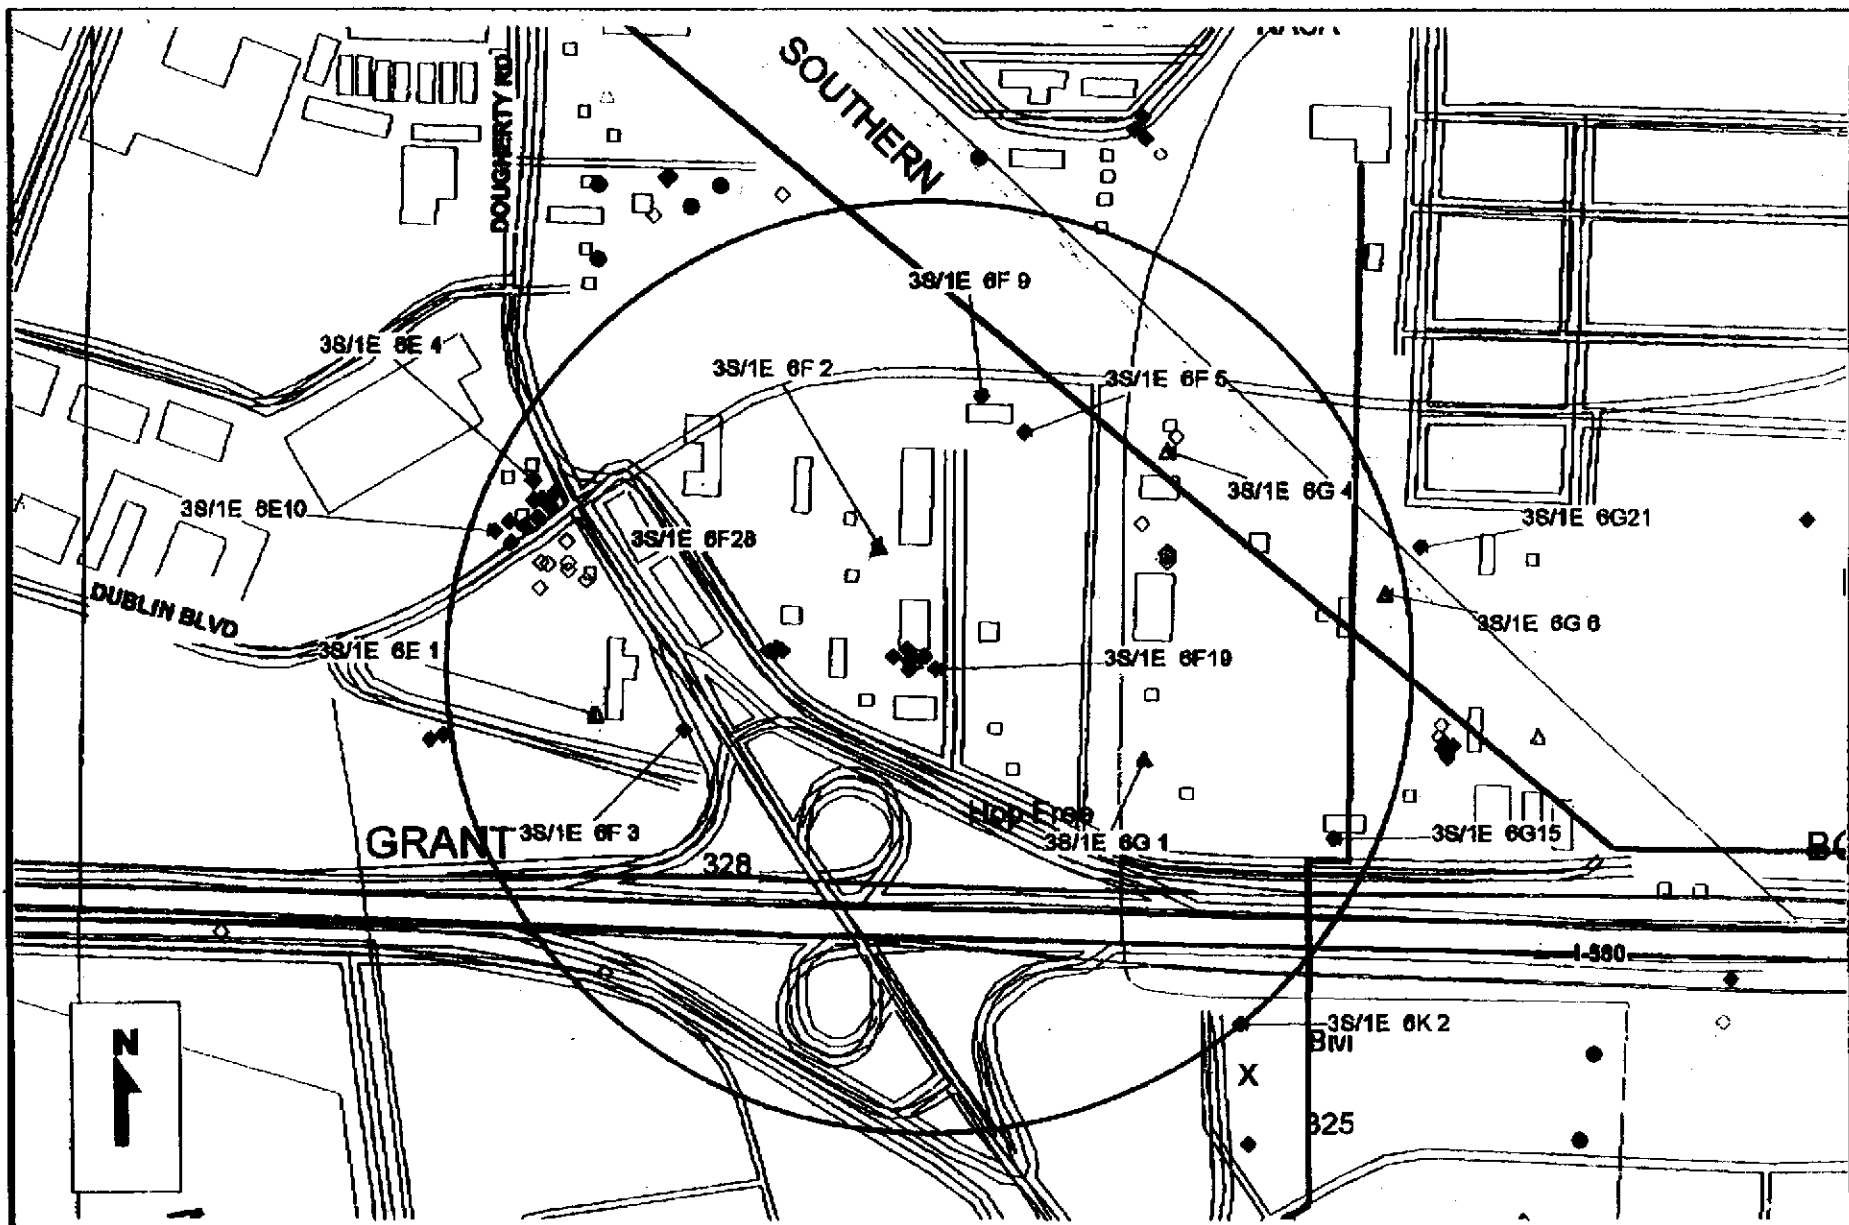 DOUGHERTY RD
SOUTHERN
3S/1E 6F 9
3S/1E 6E 4
3S/1E 6F 2
3S/1E 6F 5
3S/1E 6G 4
3S/1E 6E10
3S/1E 6F28
3S/1E 6G21
DUBLIN BLVD
3S/1E 6G 6
3S/1E 6E 1
3S/1E 6F19
Hop
GRANT
3S/1E 6F 3
3S/1E 6G 1
3S/1E 6G15
328
I-580
3S/1E 6K 2
BM
N
X
325